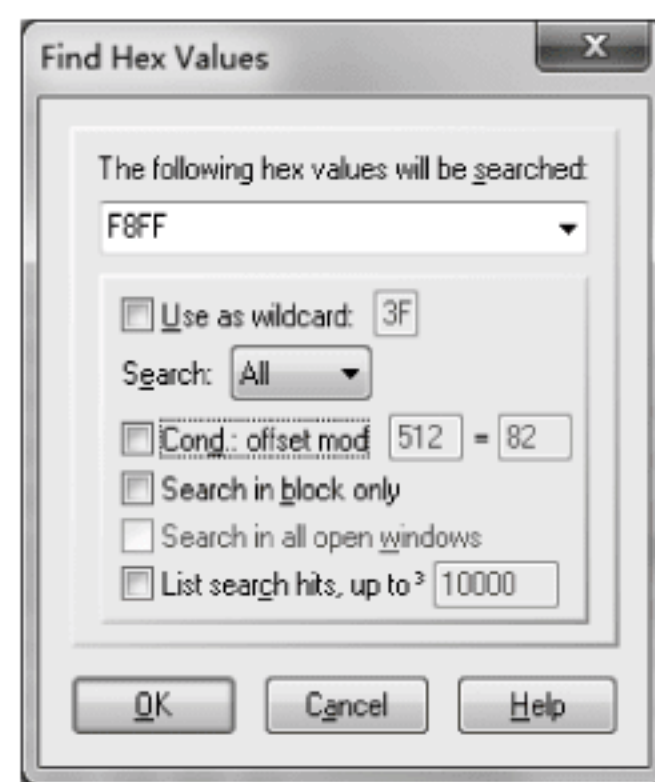 Find Hex Values
x
The following hex values will be searched:
F8FF
Use as wildcard: 3F
Search: All
Cond.: offset mod 512 = 82
Search in block only
Search in all open windows
List search hits, up to ³ 10000
OK Cancel Help